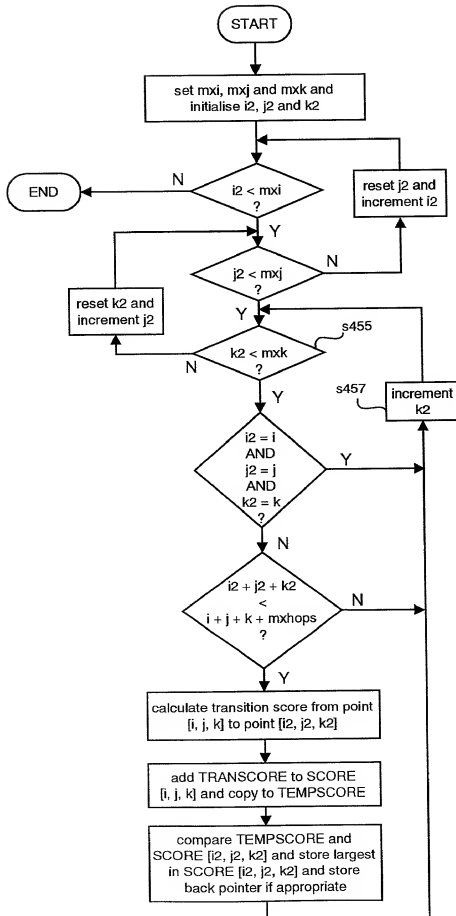 START
set mxi, mxj and mxk and
initialise i2, j2 and k2
N
END
i2 < mxi
?
Y
reset j2 and
increment i2
j2 < mxj
?
N
Y
reset k2 and
increment j2
s455
k2 < mxk
?
N
Y
s457
increment
k2
i2 = i
AND
j2 = j
AND
k2 = k
?
Y
N
i2 + j2 + k2
<
i + j + k + mxhops
?
N
Y
calculate transition score from point
[i, j, k] to point [i2, j2, k2]
add TRANSCORE to SCORE
[i, j, k] and copy to TEMPSCORE
compare TEMPSCORE and
SCORE [i2, j2, k2] and store largest
in SCORE [i2, j2, k2] and store
back pointer if appropriate